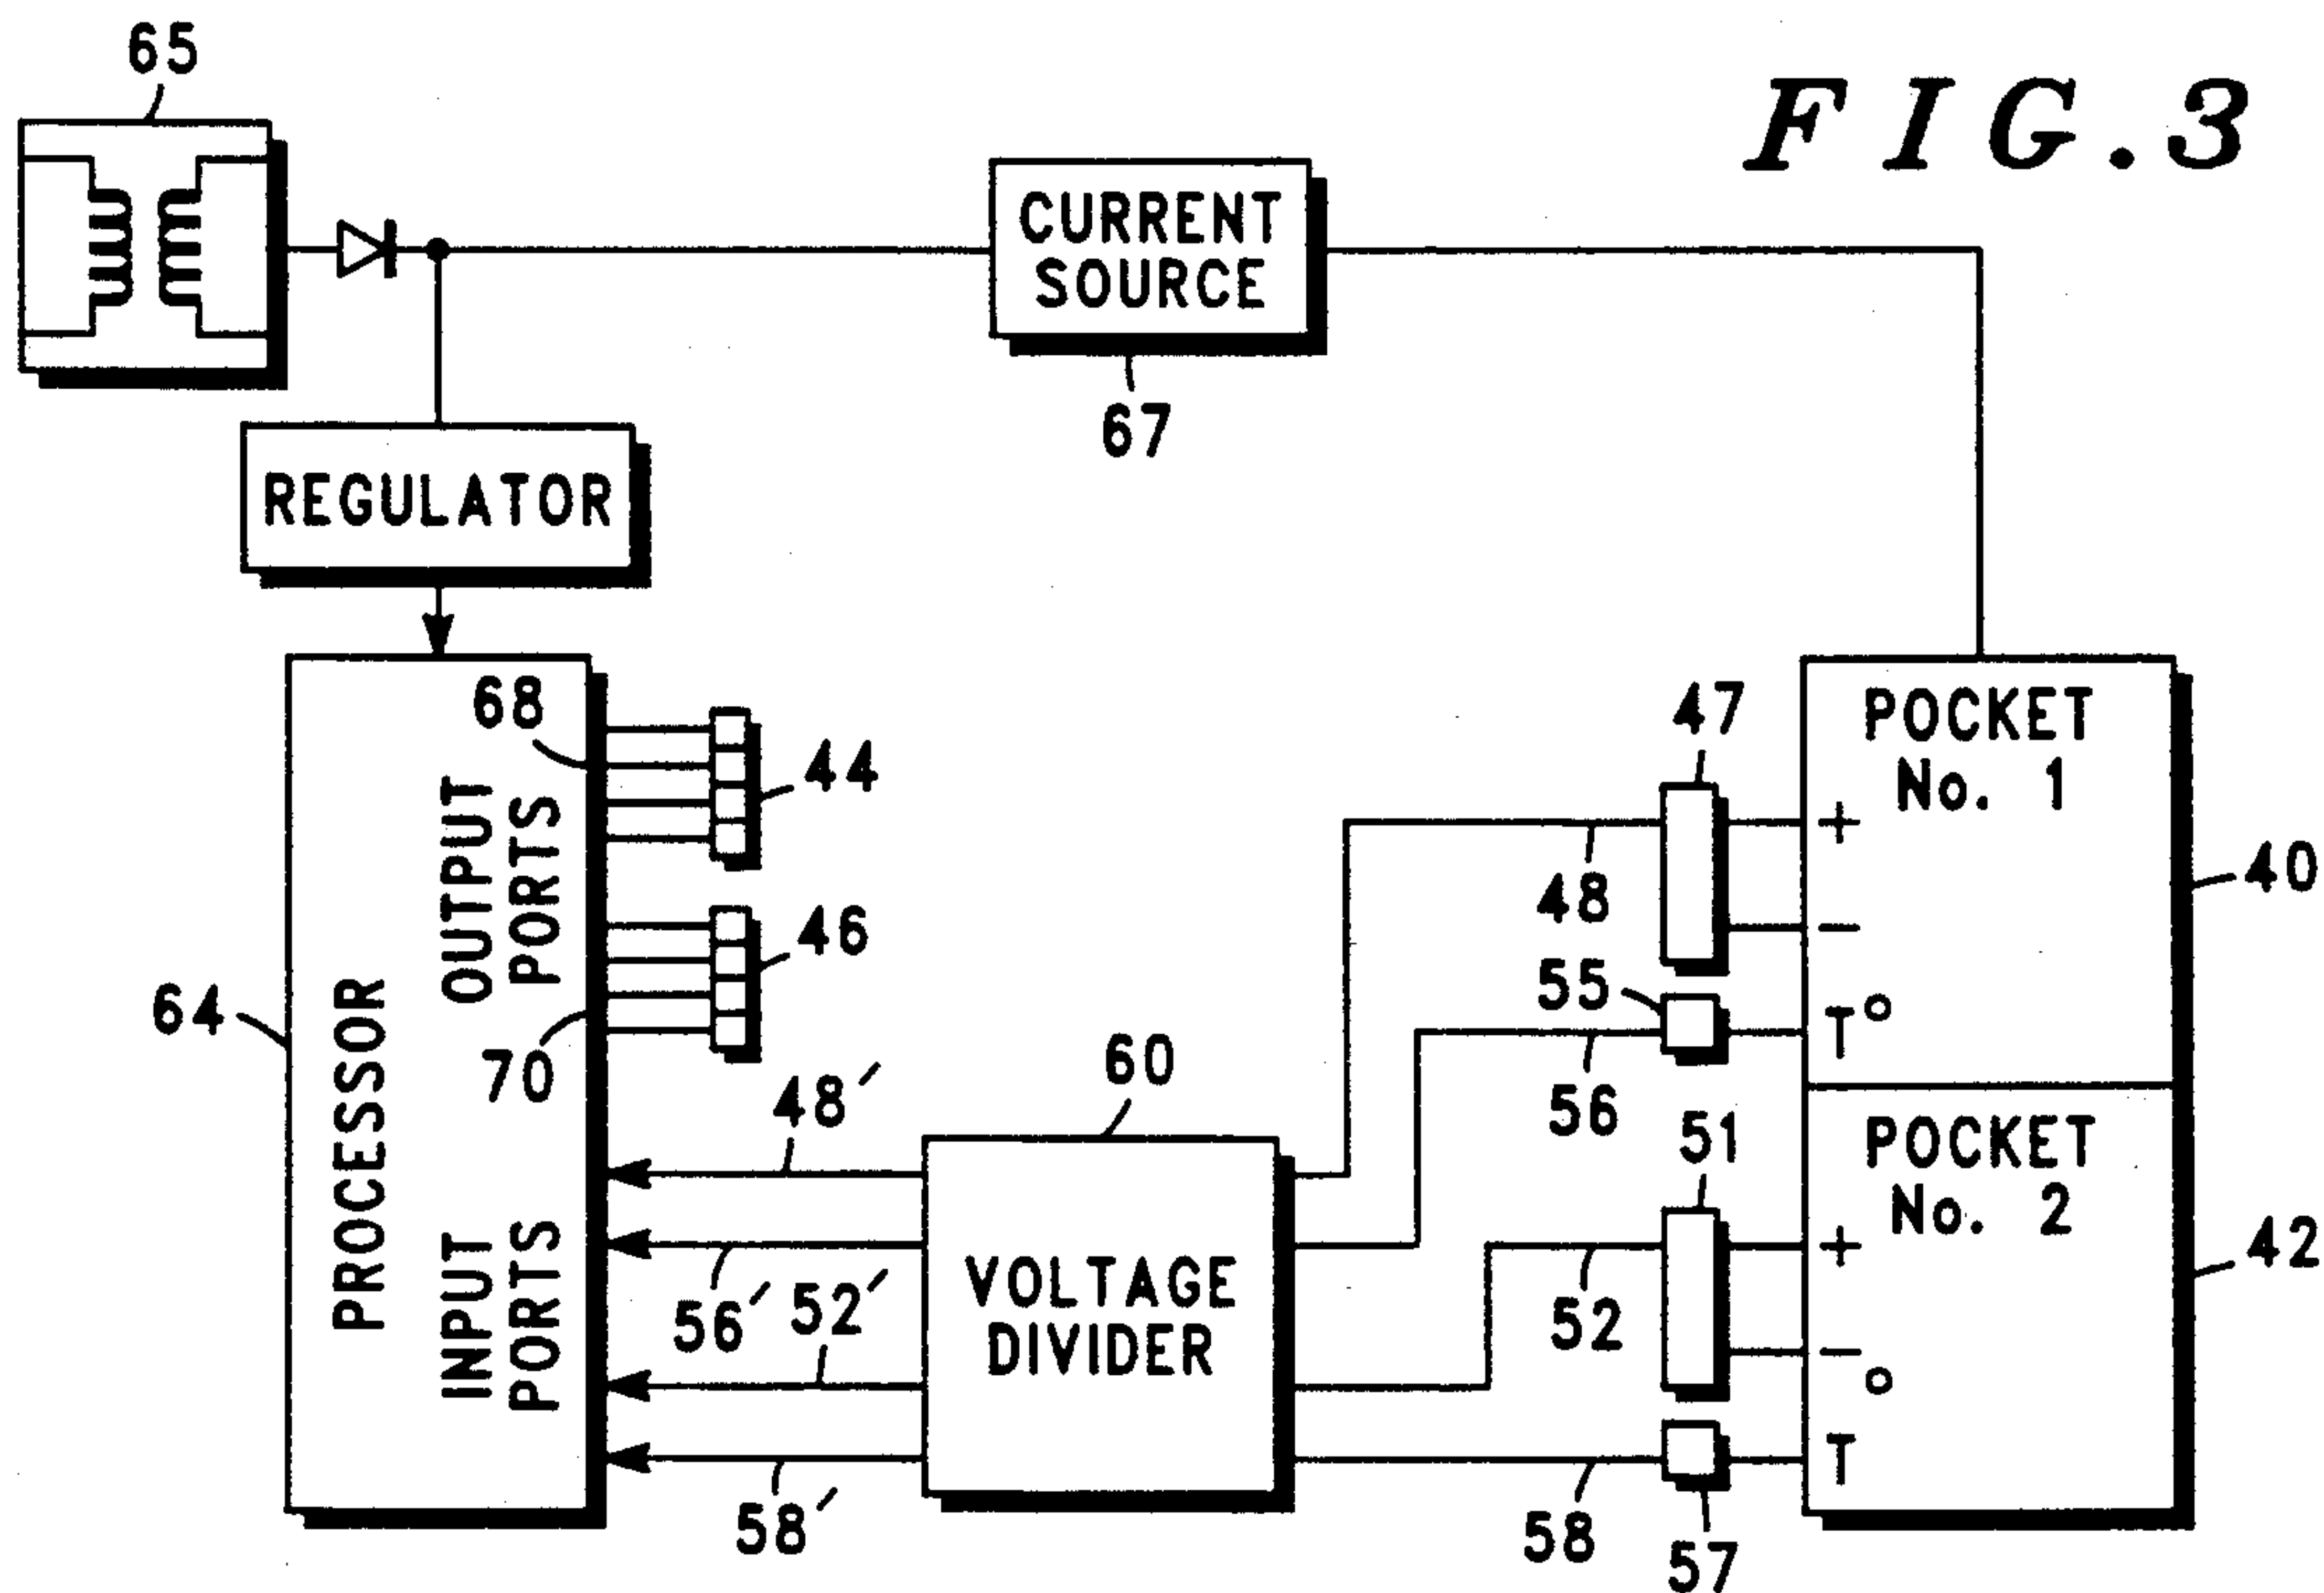 65
FIG.3
CURRENT
SOURCE
67
REGULATOR
68
44
OUTPUT
PORTS
46
70
64
PROCESSOR
INPUT
PORTS
48′
56′
52′
58′
60
VOLTAGE
DIVIDER
47
48
55
56
51
52
58
57
POCKET
No. 1
+
−
T°
40
POCKET
No. 2
+
−
T°
42